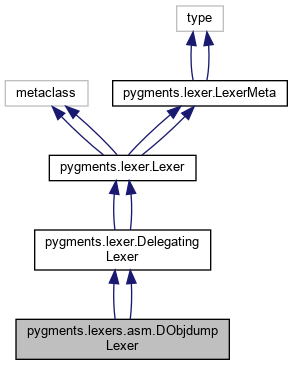 type
metaclass
pygments.lexer.LexerMeta
pygments.lexer.Lexer
pygments.lexer.Delegating
Lexer
pygments.lexers.asm.DObjdump
Lexer